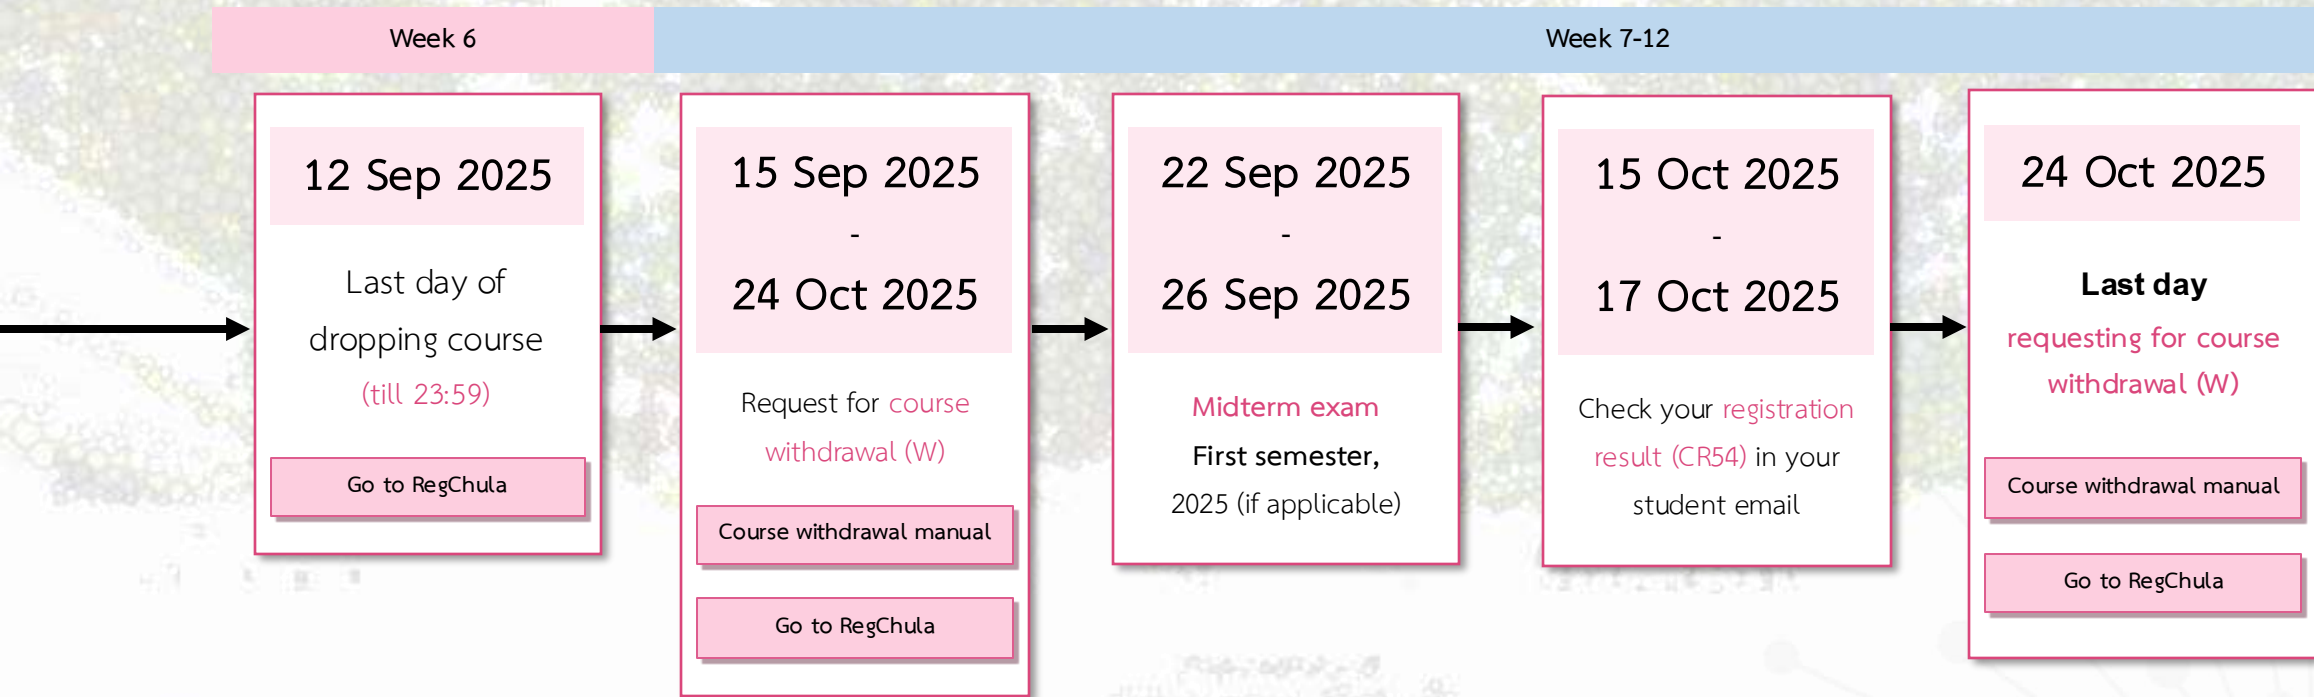 Week 6
Week 7-12
12 Sep 2025
Last day of
dropping course
(till 23:59)
Go to RegChula
15 Sep 2025
-
24 Oct 2025
Request for course
withdrawal (W)
Course withdrawal manual
Go to RegChula
22 Sep 2025
-
26 Sep 2025
Midterm exam
First semester,
2025 (if applicable)
15 Oct 2025
-
17 Oct 2025
Check your registration
result (CR54) in your
student email
24 Oct 2025
Last day
requesting for course
withdrawal (W)
Course withdrawal manual
Go to RegChula